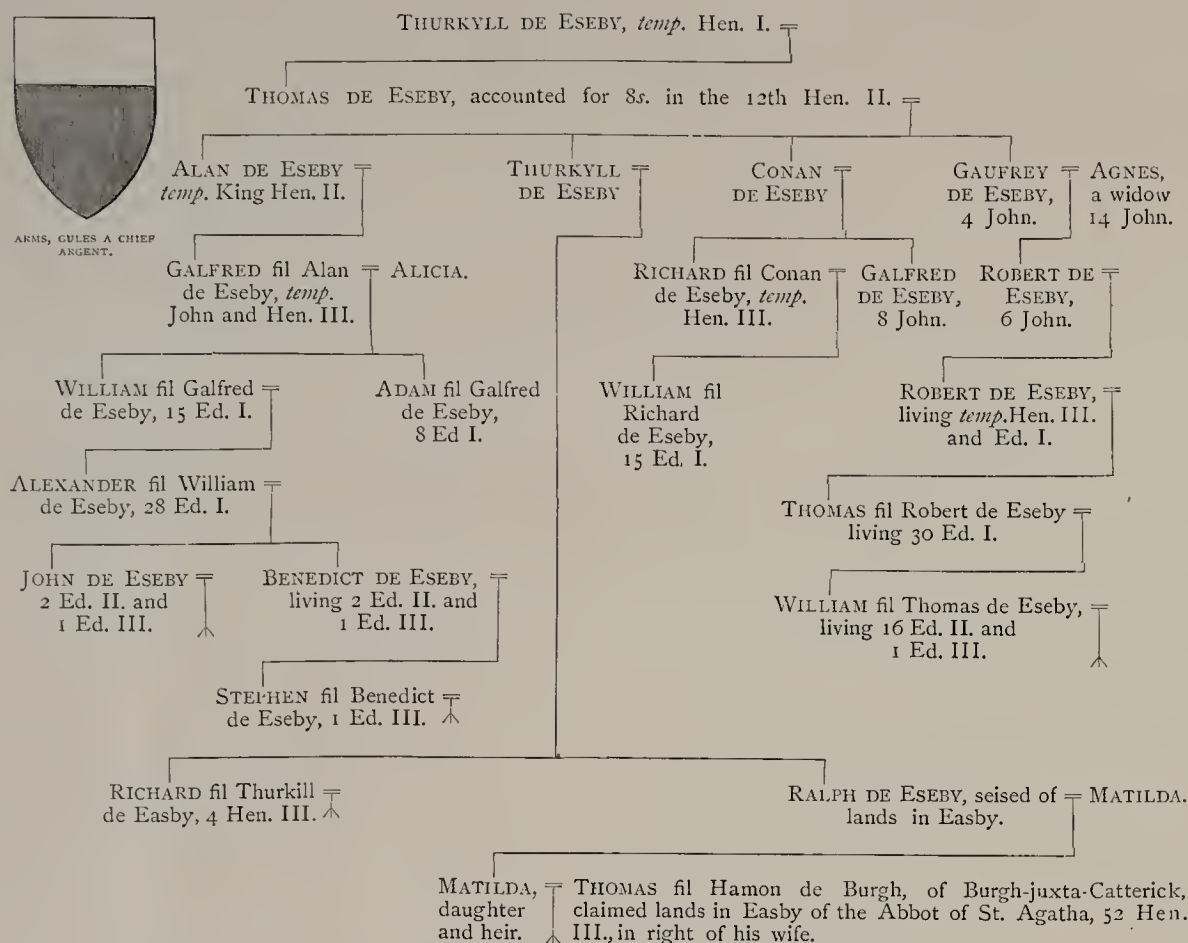 THURKYLL DE ESEBY, temp. Hen. I.
THOMAS DE ESEBY, accounted for 8s. in the 12th Hen. II.
ARMS, GULES A CHIEF
ARGENT.
ALAN DE ESEBY
temp. King Hen. II.
THURKYLL
DE ESEBY
CONAN
DE ESEBY
GAUFREY
DE ESEBY,
4 John.
AGNES,
a widow
14 John.
GALFRED fil Alan
de Eseby, temp.
John and Hen. III.
ALICIA.
RICHARD fil Conan
de Eseby, temp.
Hen. III.
GALFRED
DE ESEBY,
8 John.
ROBERT DE
ESEBY,
6 John.
WILLIAM fil Galfred
de Eseby, 15 Ed. I.
ADAM fil Galfred
de Eseby,
8 Ed I.
WILLIAM fil
Richard
de Eseby,
15 Ed. I.
ROBERT DE ESEBY,
living temp. Hen. III.
and Ed. I.
ALEXANDER fil William
de Eseby, 28 Ed. I.
THOMAS fil Robert de Eseby
living 30 Ed. I.
JOHN DE ESEBY
2 Ed. II. and
1 Ed. III.
BENEDICT DE ESEBY,
living 2 Ed. II. and
1 Ed. III.
WILLIAM fil Thomas de Eseby,
living 16 Ed. II. and
1 Ed. III.
STEPHEN fil Benedict
de Eseby, 1 Ed. III.
RICHARD fil Thurkill
de Easby, 4 Hen. III.
RALPH DE ESEBY, seised of
lands in Easby.
MATILDA.
MATILDA,
daughter
and heir.
THOMAS fil Hamon de Burgh, of Burgh-juxta-Catterick,
claimed lands in Easby of the Abbot of St. Agatha, 52 Hen.
III., in right of his wife.